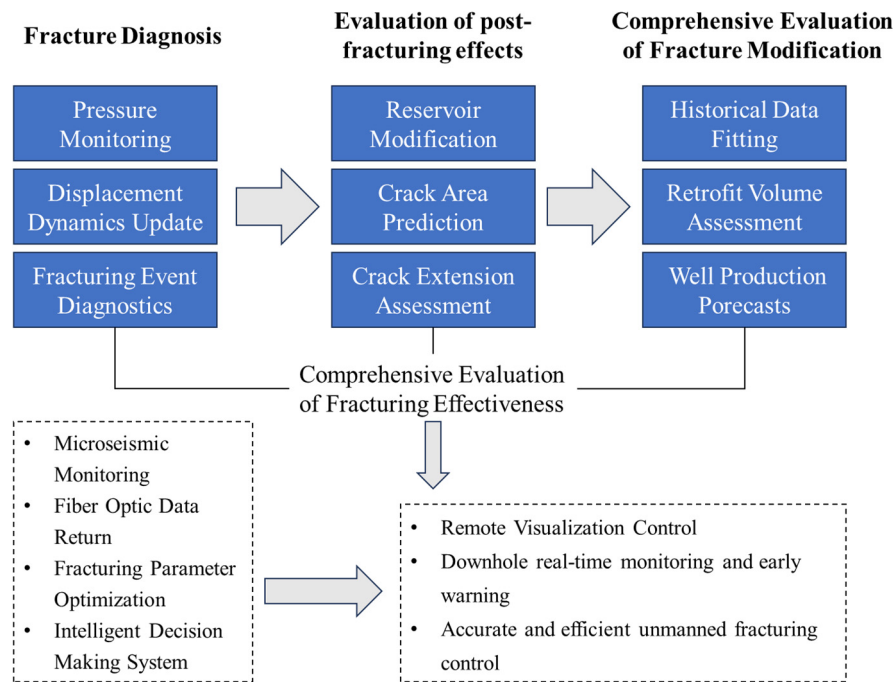 Fracture Diagnosis
Evaluation of post-
fracturing effects
Comprehensive Evaluation
of Fracture Modification
Pressure
Monitoring
Displacement
Dynamics Update
Fracturing Event
Diagnostics
Reservoir
Modification
Crack Area
Prediction
Crack Extension
Assessment
Historical Data
Fitting
Retrofit Volume
Assessment
Well Production
Porecasts
Comprehensive Evaluation
of Fracturing Effectiveness
• Microseismic
Monitoring
• Fiber Optic Data
Return
• Fracturing Parameter
Optimization
• Intelligent Decision
Making System
• Remote Visualization Control
• Downhole real-time monitoring and early
warning
• Accurate and efficient unmanned fracturing
control